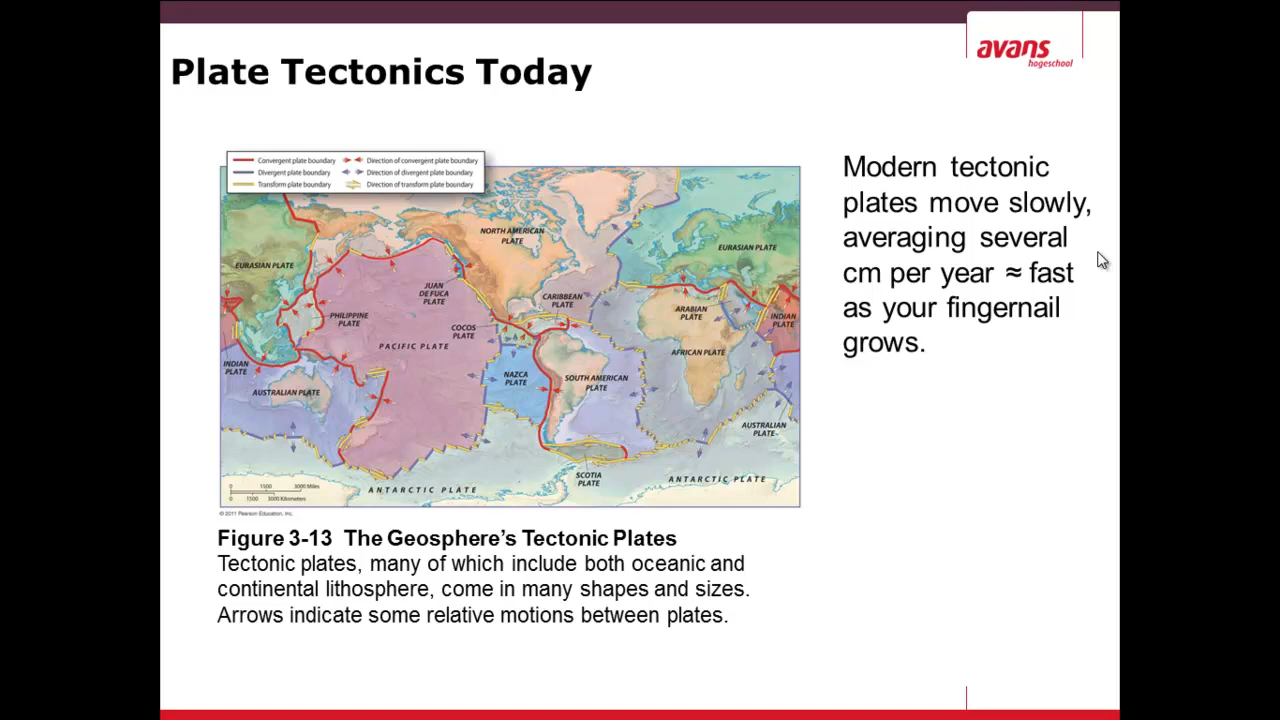 avans
hogeschool
Plate Tectonics Today
Convergent plate boundary
Direction of convergent plate boundary
Divergent plate boundary
Direction of divergent plate boundary
Transform plate boundary
Direction of transform plate boundary
Modern tectonic
plates move slowly,
averaging several
cm per year ≈ fast
as your fingernail
grows.
NORTH AMERICAN
PLATE
EURASIAN PLATE
EURASIAN PLATE
JUAN
DE FUCA
PLATE
CARIBBEAN
PLATE
ARABIAN
PLATE
INDIAN
PLATE
PHILIPPINE
PLATE
COCOS
PLATE
PACIFIC PLATE
AFRICAN PLATE
INDIAN
PLATE
NAZCA
PLATE
SOUTH AMERICAN
PLATE
AUSTRALIAN PLATE
AUSTRALIAN
PLATE
SCOTIA
PLATE
ANTARCTIC PLATE
ANTARCTIC PLATE
0 1500 3000 Miles
0 1500 3000 Kilometers
© 2011 Pearson Education, Inc.
Figure 3-13 The Geosphere's Tectonic Plates
Tectonic plates, many of which include both oceanic and
continental lithosphere, come in many shapes and sizes.
Arrows indicate some relative motions between plates.